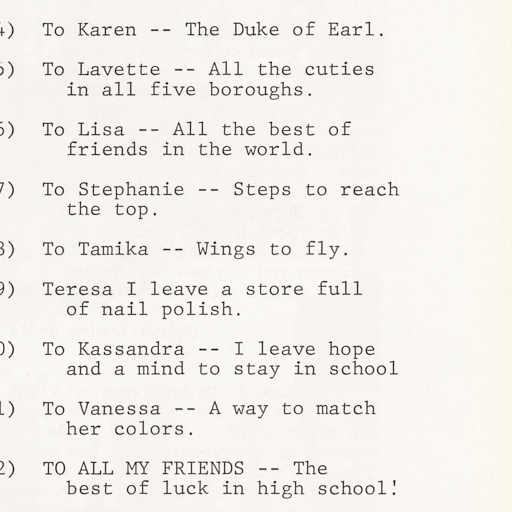 4) To Karen -- The Duke of Earl.
5) To Lavette -- All the cuties
in all five boroughs.
6) To Lisa -- All the best of
friends in the world.
7) To Stephanie -- Steps to reach
the top.
8) To Tamika -- Wings to fly.
9) Teresa I leave a store full
of nail polish.
0) To Kassandra -- I leave hope
and a mind to stay in school
1) To Vanessa -- A way to match
her colors.
2) TO ALL MY FRIENDS -- The
best of luck in high school!